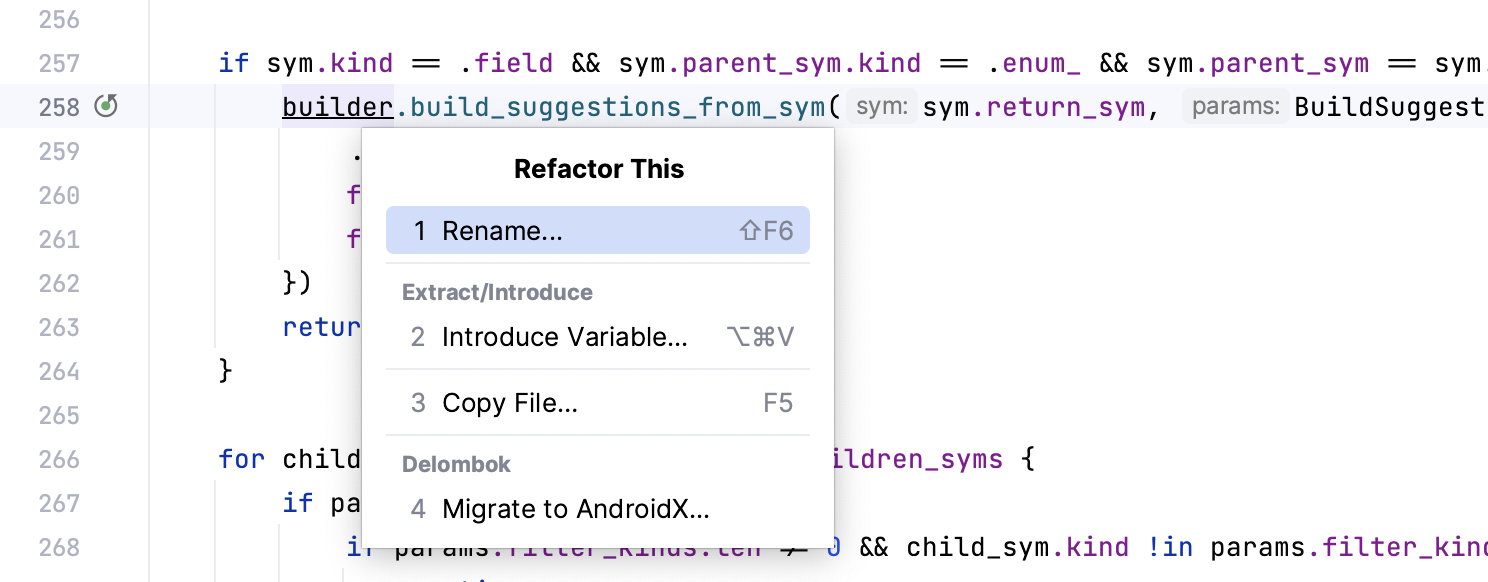 256
257 if sym.kind == .field && sym.parent_sym.kind == .enum_ && sym.parent_sym == sym.
258 builder.build_suggestions_from_sym( sym: sym.return_sym, params: BuildSuggest
259 .
Refactor This
260 f
1 Rename... ⇧F6
261 f
262 })
Extract/Introduce
263 retur
2 Introduce Variable... ⌥⌘V
264 }
265
3 Copy File... F5
266 for child ildren_syms {
Delombok
267 if pa
4 Migrate to AndroidX...
268 if params.filter_kinds.len != 0 && child_sym.kind !in params.filter_kind